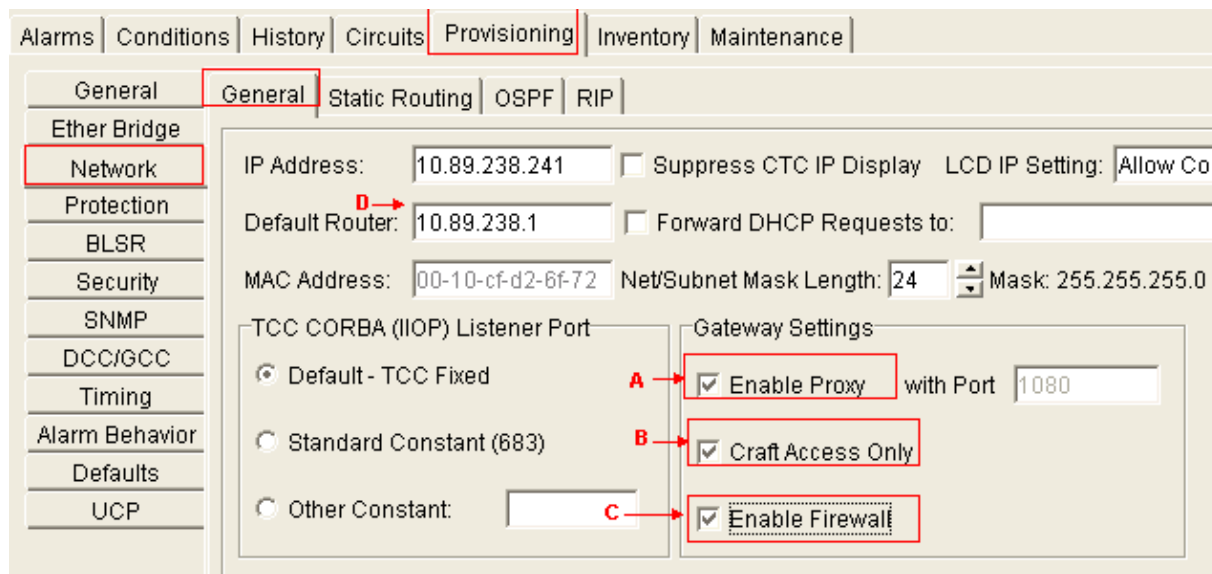 Alarms Conditions History Circuits Provisioning Inventory Maintenance
General
Ether Bridge
Network
Protection
BLSR
Security
SNMP
DCC/GCC
Timing
Alarm Behavior
Defaults
UCP
General Static Routing OSPF RIP
IP Address: 10.89.238.241 Suppress CTC IP Display LCD IP Setting: Allow Co
D
Default Router: 10.89.238.1 Forward DHCP Requests to:
MAC Address: 00-10-cf-d2-6f-72 Net/Subnet Mask Length: 24 Mask: 255.255.255.0
TCC CORBA (IIOP) Listener Port
Default - TCC Fixed
Standard Constant (683)
Other Constant:
Gateway Settings
A Enable Proxy with Port 1080
B Craft Access Only
C Enable Firewall